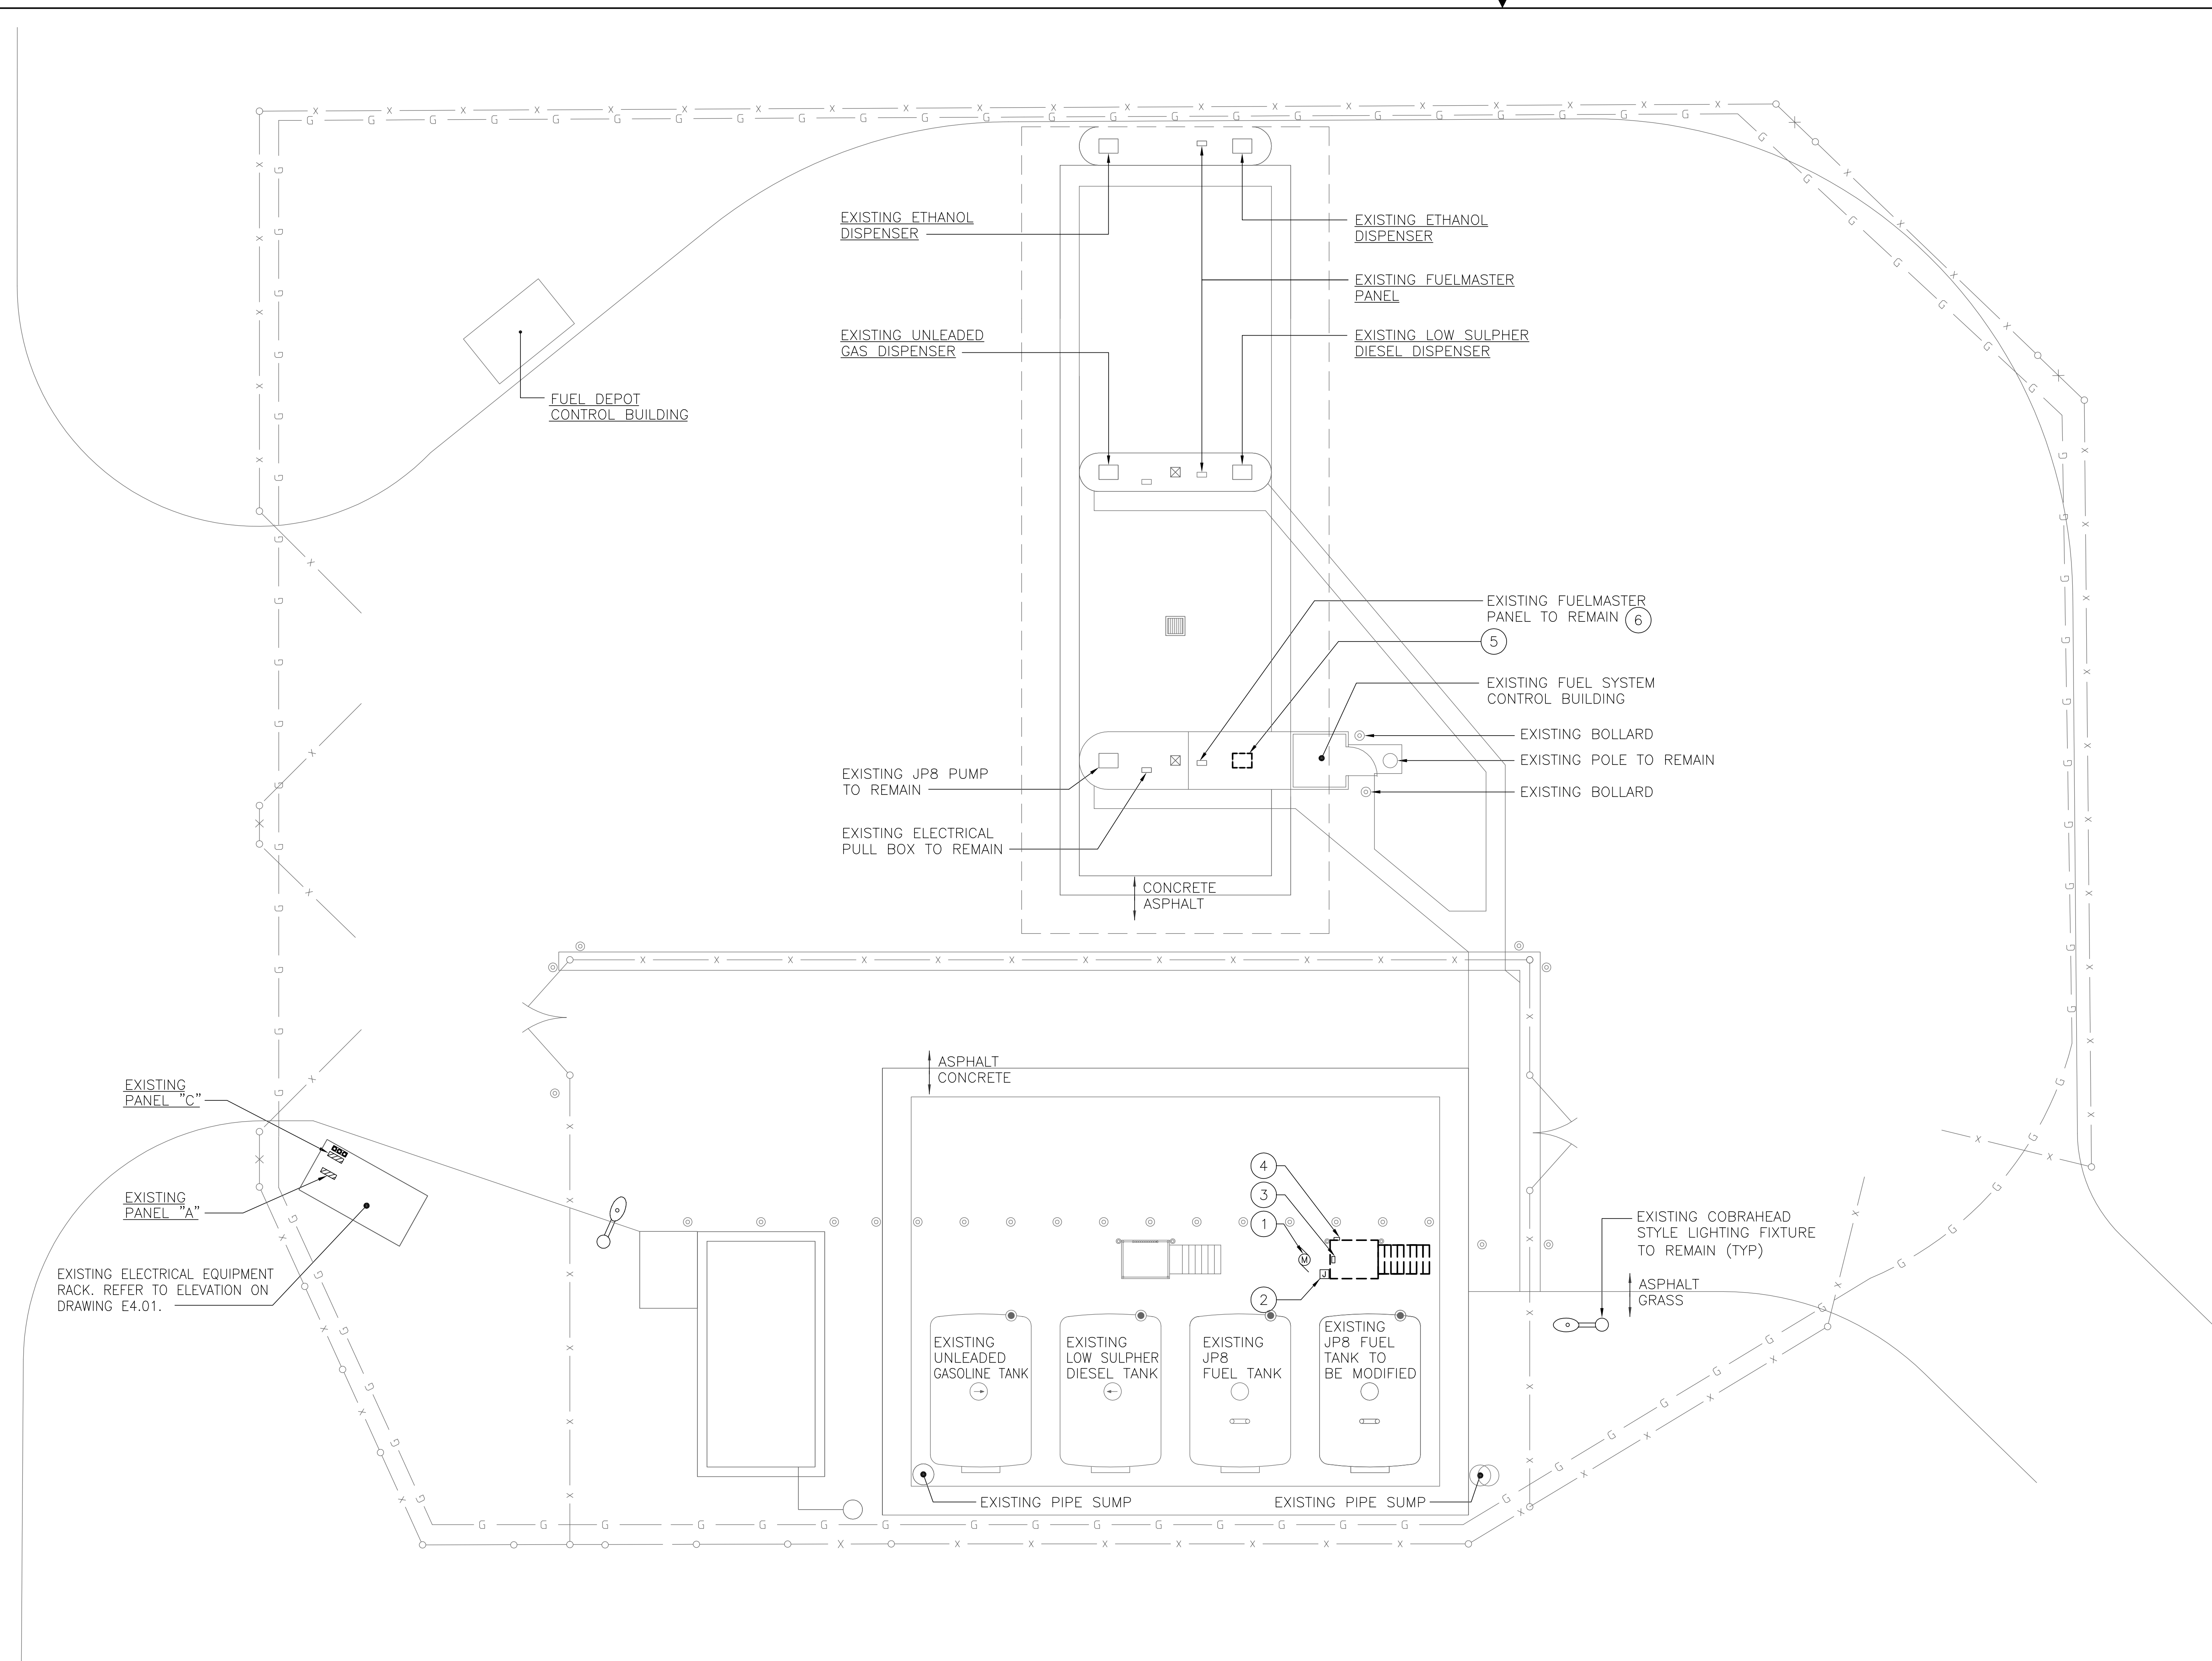 EXISTING ETHANOL
DISPENSER
EXISTING ETHANOL
DISPENSER
EXISTING FUELMASTER
PANEL
EXISTING UNLEADED
GAS DISPENSER
EXISTING LOW SULPHER
DIESEL DISPENSER
FUEL DEPOT
CONTROL BUILDING
EXISTING FUELMASTER
PANEL TO REMAIN 6
5
EXISTING FUEL SYSTEM
CONTROL BUILDING
EXISTING BOLLARD
EXISTING POLE TO REMAIN
EXISTING BOLLARD
EXISTING JP8 PUMP
TO REMAIN
EXISTING ELECTRICAL
PULL BOX TO REMAIN
CONCRETE
ASPHALT
ASPHALT
CONCRETE
EXISTING
PANEL "C"
EXISTING
PANEL "A"
EXISTING ELECTRICAL EQUIPMENT
RACK. REFER TO ELEVATION ON
DRAWING E4.01.
4
3
1
M
J
2
EXISTING COBRAHEAD
STYLE LIGHTING FIXTURE
TO REMAIN (TYP)
ASPHALT
GRASS
EXISTING
UNLEADED
GASOLINE TANK
EXISTING
LOW SULPHER
DIESEL TANK
EXISTING
JP8
FUEL TANK
EXISTING
JP8 FUEL
TANK TO
BE MODIFIED
EXISTING PIPE SUMP
EXISTING PIPE SUMP